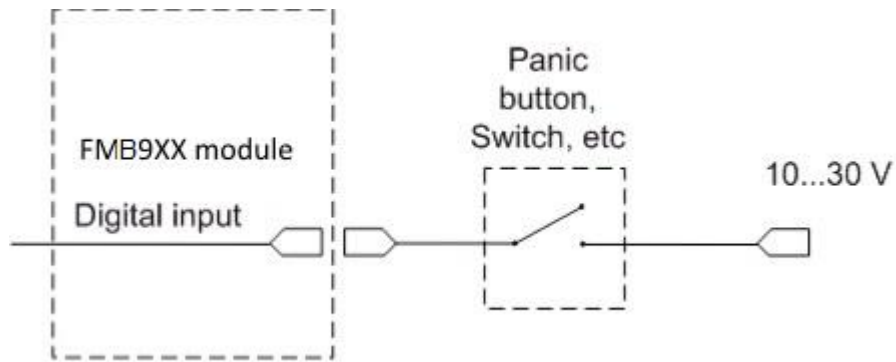 Panic
button,
Switch, etc
FMB9XX module
10...30 V
Digital input